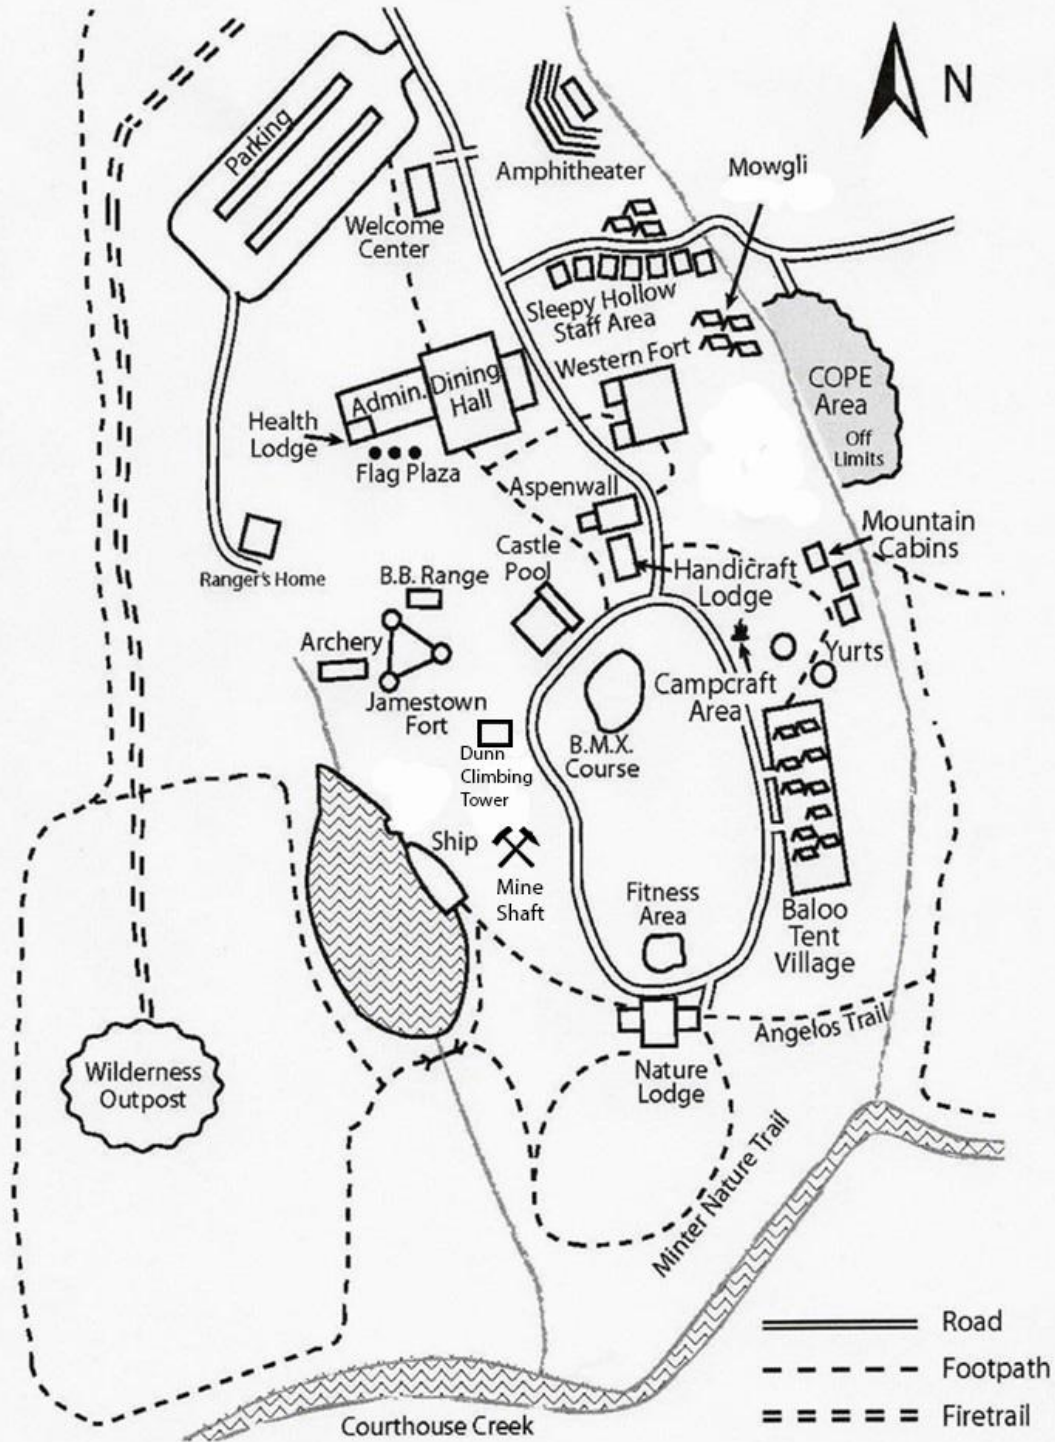 N
Parking
Amphitheater
Mowgli
Welcome
Center
Sleepy Hollow
Staff Area
Western Fort
COPE
Area
Off
Limits
Admin.
Dining
Hall
Health
Lodge
Flag Plaza
Aspenwall
Mountain
Cabins
Castle
Pool
Handicraft
Lodge
Ranger's Home
B.B. Range
Archery
Jamestown
Fort
Yurts
Campcraft
Area
B.M.X.
Course
Dunn
Climbing
Tower
Ship
Mine
Shaft
Fitness
Area
Baloo
Tent
Village
Angelos Trail
Wilderness
Outpost
Nature
Lodge
Minter Nature Trail
Road
Footpath
Firetrail
Courthouse Creek